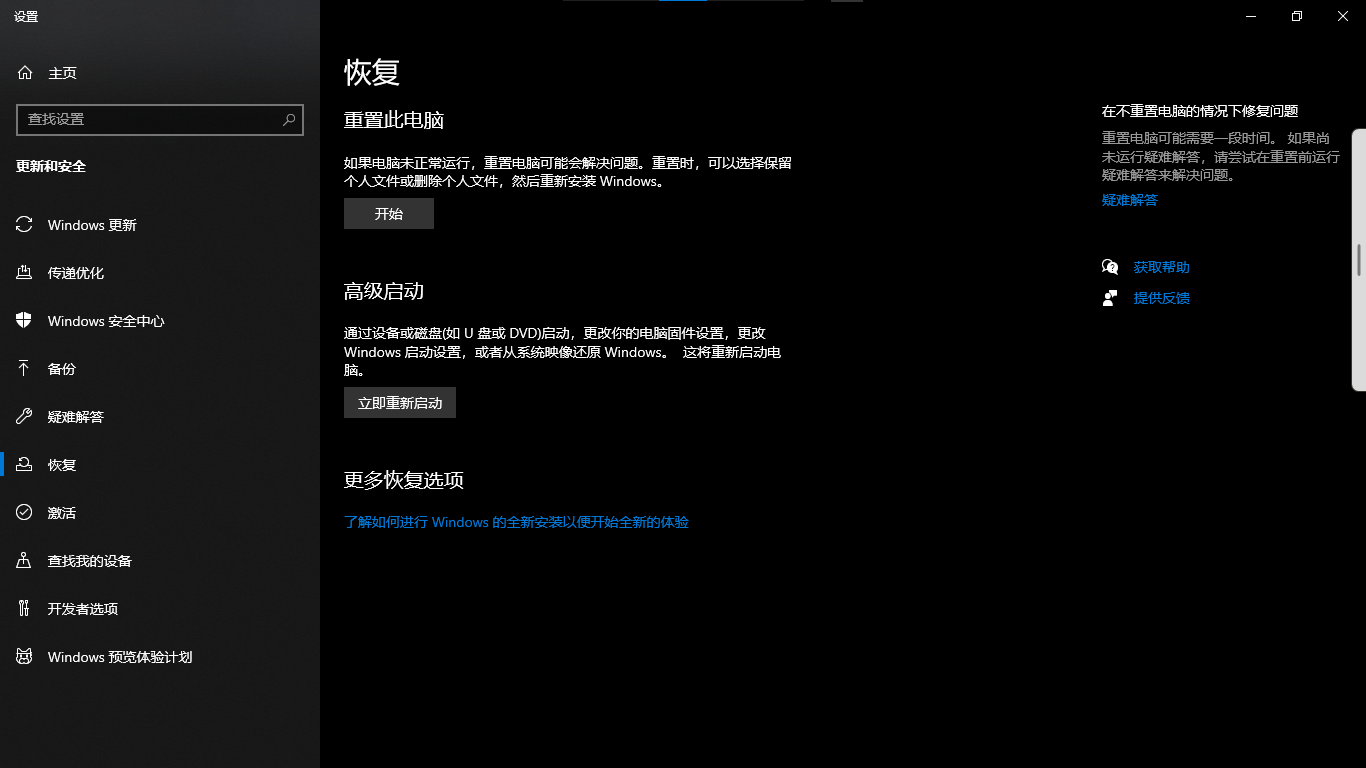 设置
主页
查找设置
更新和安全
Windows 更新
传递优化
Windows 安全中心
备份
疑难解答
恢复
激活
查找我的设备
开发者选项
Windows 预览体验计划
恢复
重置此电脑
如果电脑未正常运行，重置电脑可能会解决问题。重置时，可以选择保留
个人文件或删除个人文件，然后重新安装 Windows。
开始
高级启动
通过设备或磁盘(如 U 盘或 DVD)启动，更改你的电脑固件设置，更改
Windows 启动设置，或者从系统映像还原 Windows。 这将重新启动电
脑。
立即重新启动
更多恢复选项
了解如何进行 Windows 的全新安装以便开始全新的体验
在不重置电脑的情况下修复问题
重置电脑可能需要一段时间。 如果尚
未运行疑难解答，请尝试在重置前运行
疑难解答来解决问题。
疑难解答
获取帮助
提供反馈